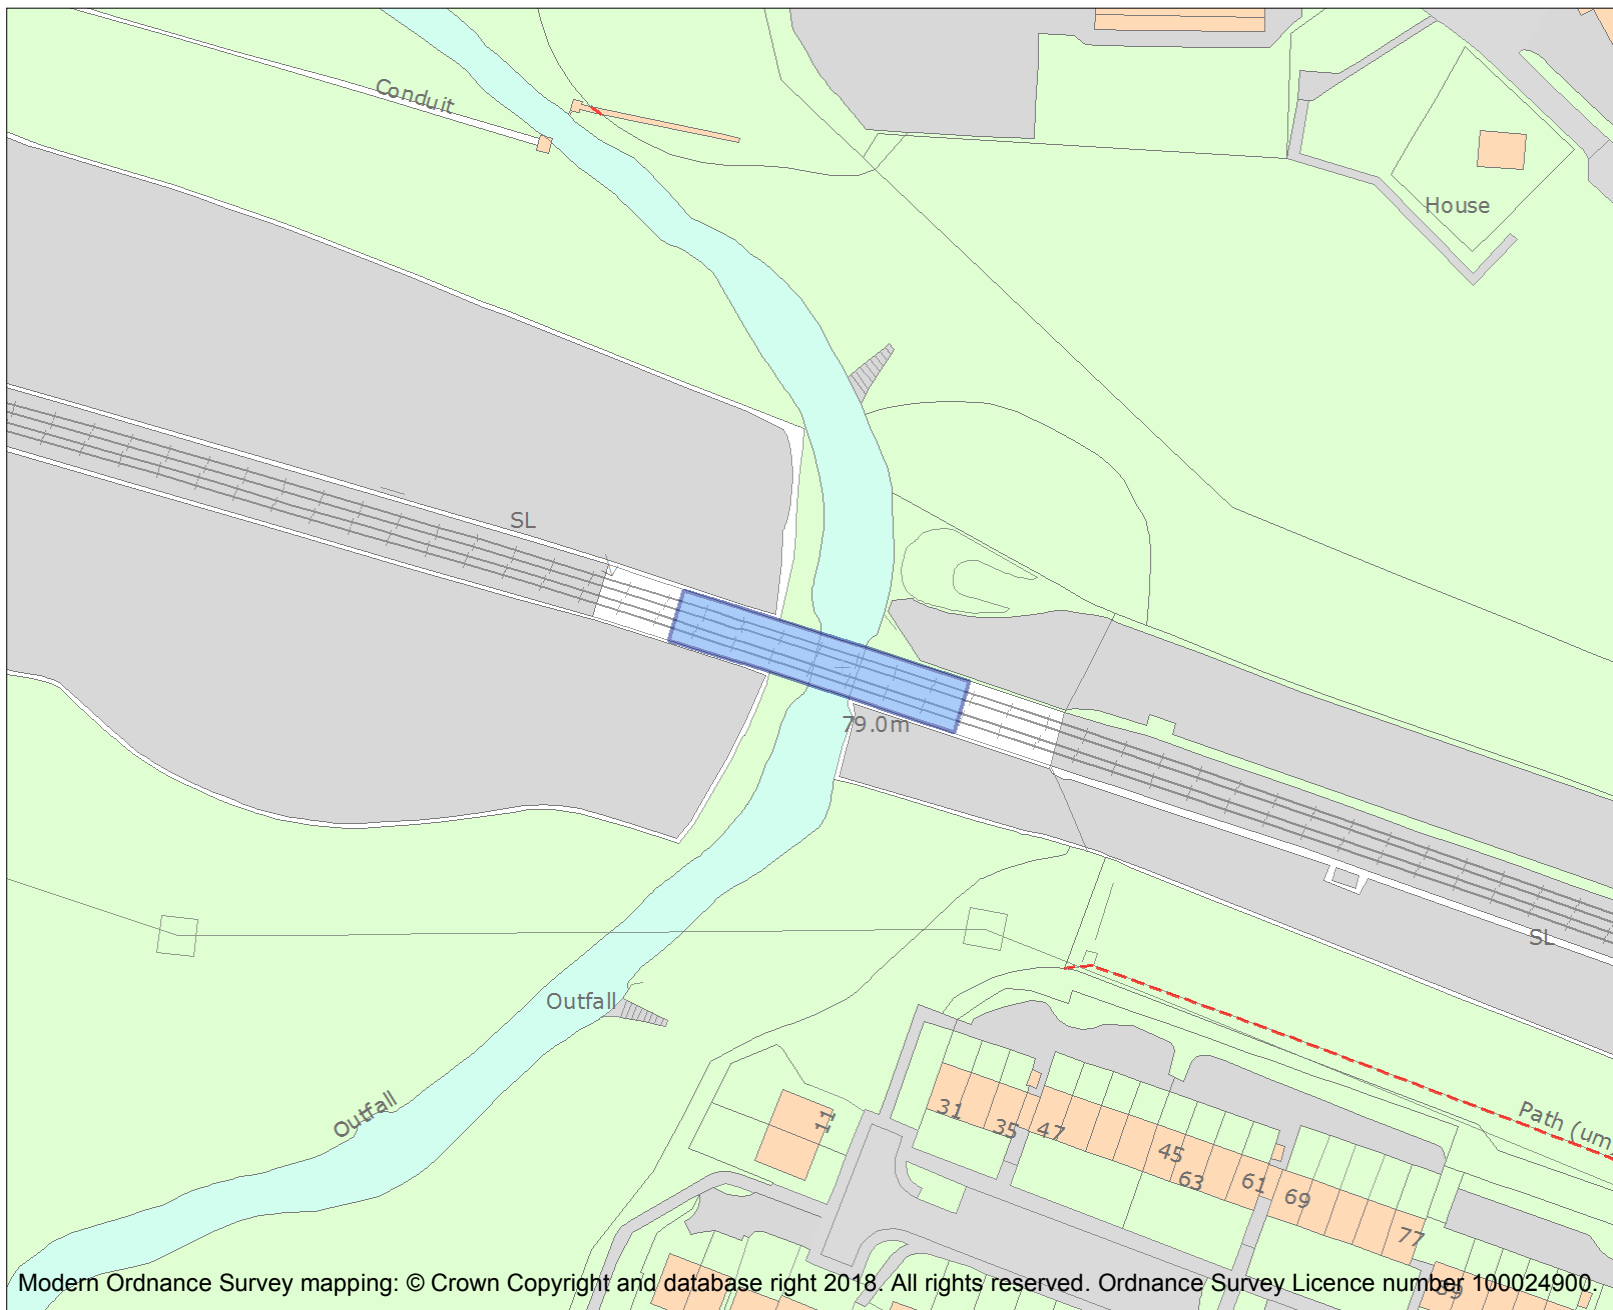 Conduit
House
SL
79.0m
SL
Outfall
Outfall
Path (um
11
31
35
47
45
63
61
69
77
89
Modern Ordnance Survey mapping: © Crown Copyright and database right 2018. All rights reserved. Ordnance Survey Licence number 100024900.